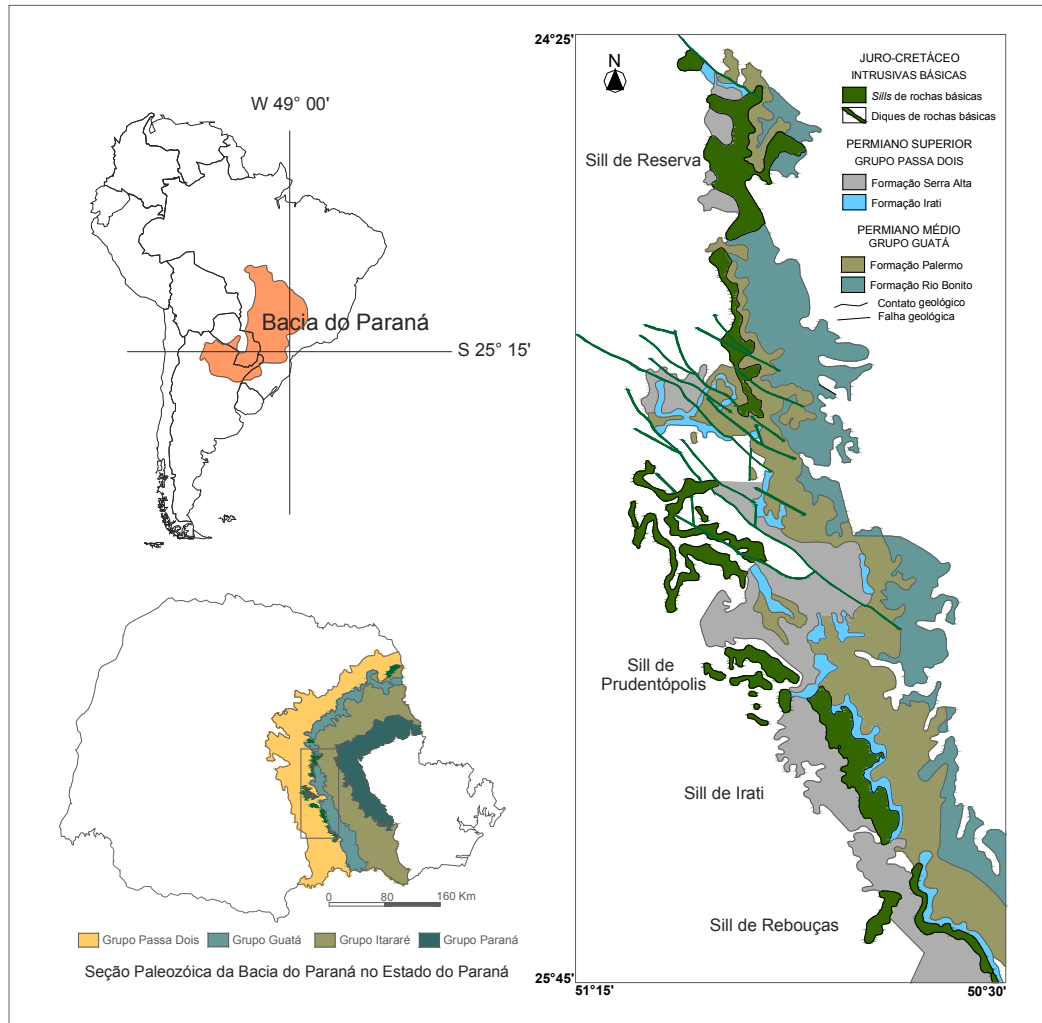 W 49° 00'
Bacia do Paraná
S 25° 15'
0 80 160 Km
Grupo Passa Dois Grupo Guatá Grupo Itararé Grupo Paraná
Seção Paleozóica da Bacia do Paraná no Estado do Paraná
24°25'
N
JURO-CRETÁCEO
INTRUSIVAS BÁSICAS
Sills de rochas básicas
Diques de rochas básicas
PERMIANO SUPERIOR
GRUPO PASSA DOIS
Formação Serra Alta
Formação Irati
PERMIANO MÉDIO
GRUPO GUATÁ
Formação Palermo
Formação Rio Bonito
Contato geológico
Falha geológica
Sill de Reserva
Sill de
Prudentópolis
Sill de Irati
Sill de Rebouças
25°45'
51°15'
50°30'